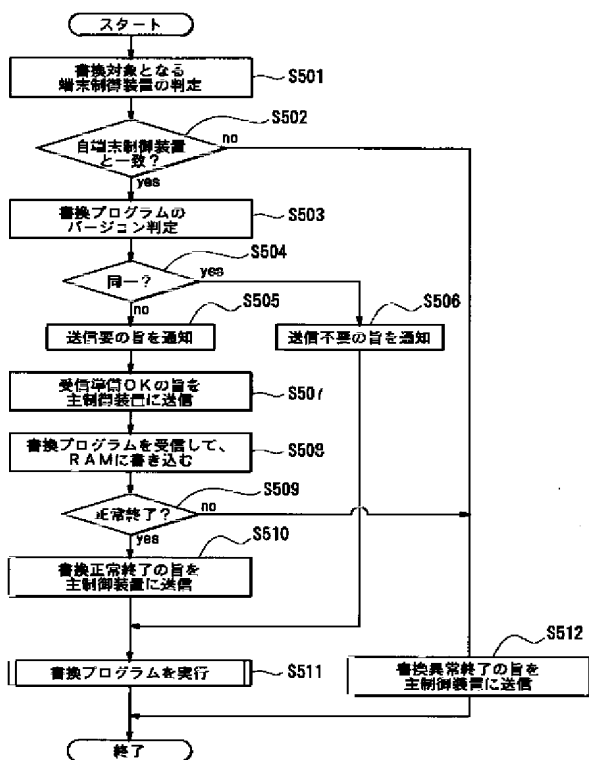 スタート
書換対象となる
端末制御装置の判定
S501
S502
自端末制御装置
と一致？
no
yes
書換プログラムの
バージョン判定
S503
S504
同一？
yes
no
S505
S506
送信要の旨を通知
送信不要の旨を通知
受信準備OKの旨を
主制御装置に送信
S507
書換プログラムを受信して、
RAMに書き込む
S508
S509
正常終了？
no
yes
S510
書換正常終了の旨を
主制御装置に送信
S512
書換プログラムを実行
S511
書換異常終了の旨を
主制御装置に送信
終了